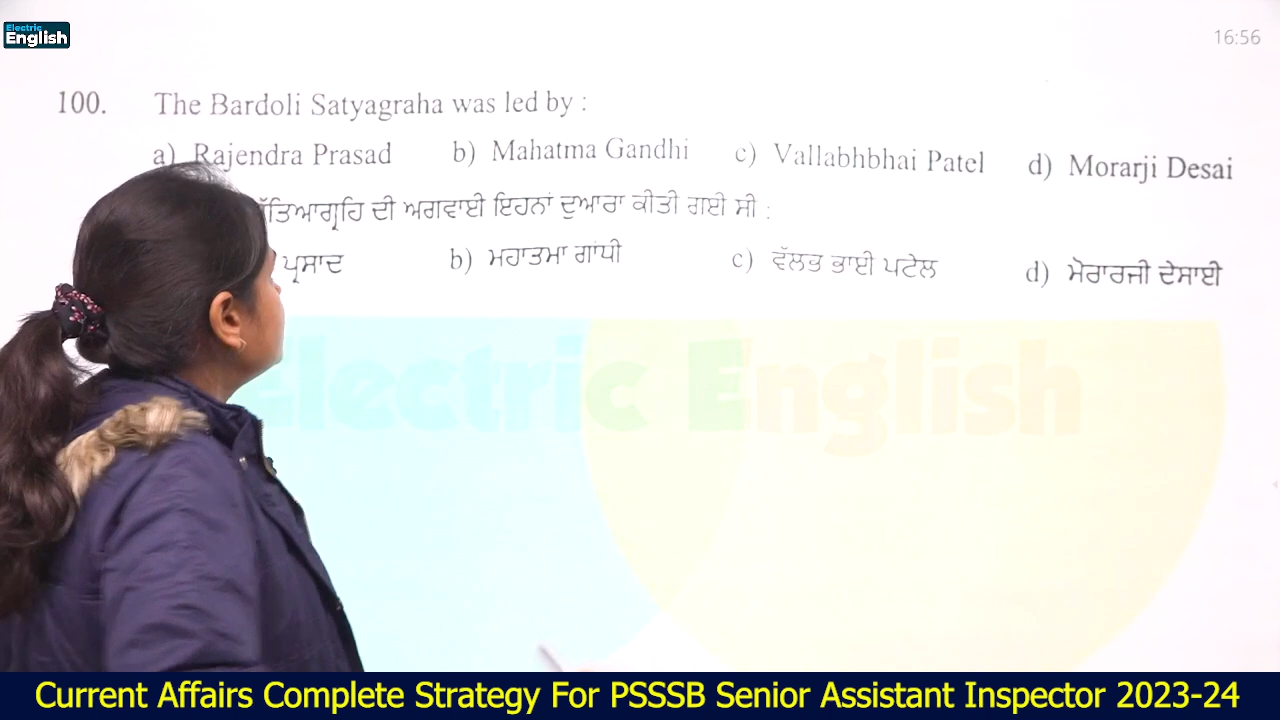 Electric
English
16:56
100. The Bardoli Satyagraha was led by :
a) Rajendra Prasad b) Mahatma Gandhi c) Vallabhbhai Patel d) Morarji Desai
ਦੀ ਅਗਵਾਈ ਇਹਨਾਂ ਦੁਆਰਾ ਕੀਤੀ ਗਈ ਸੀ :
ਪ੍ਰਸਾਦ b) ਮਹਾਤਮਾ ਗਾਂਧੀ c) ਵੱਲਭ ਭਾਈ ਪਟੇਲ d) ਮੋਰਾਰਜੀ ਦੇਸਾਈ
Electric English
Current Affairs Complete Strategy For PSSSB Senior Assistant Inspector 2023-24